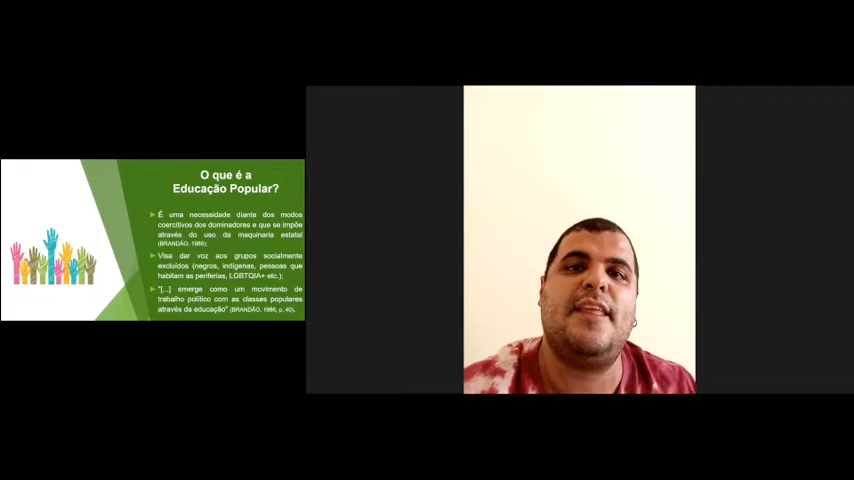 O que é a
Educação Popular?
É uma necessidade diante dos modos
coercitivos dos dominadores e que se impõe
através do uso da maquinaria estatal
(BRANDÃO, 1986);
Visa dar voz aos grupos socialmente
excluídos (negros, indígenas, pessoas que
habitam as periferias, LGBTQIA+ etc.);
"[...] emerge como um movimento de
trabalho político com as classes populares
através da educação" (BRANDÃO, 1986, p. 40).